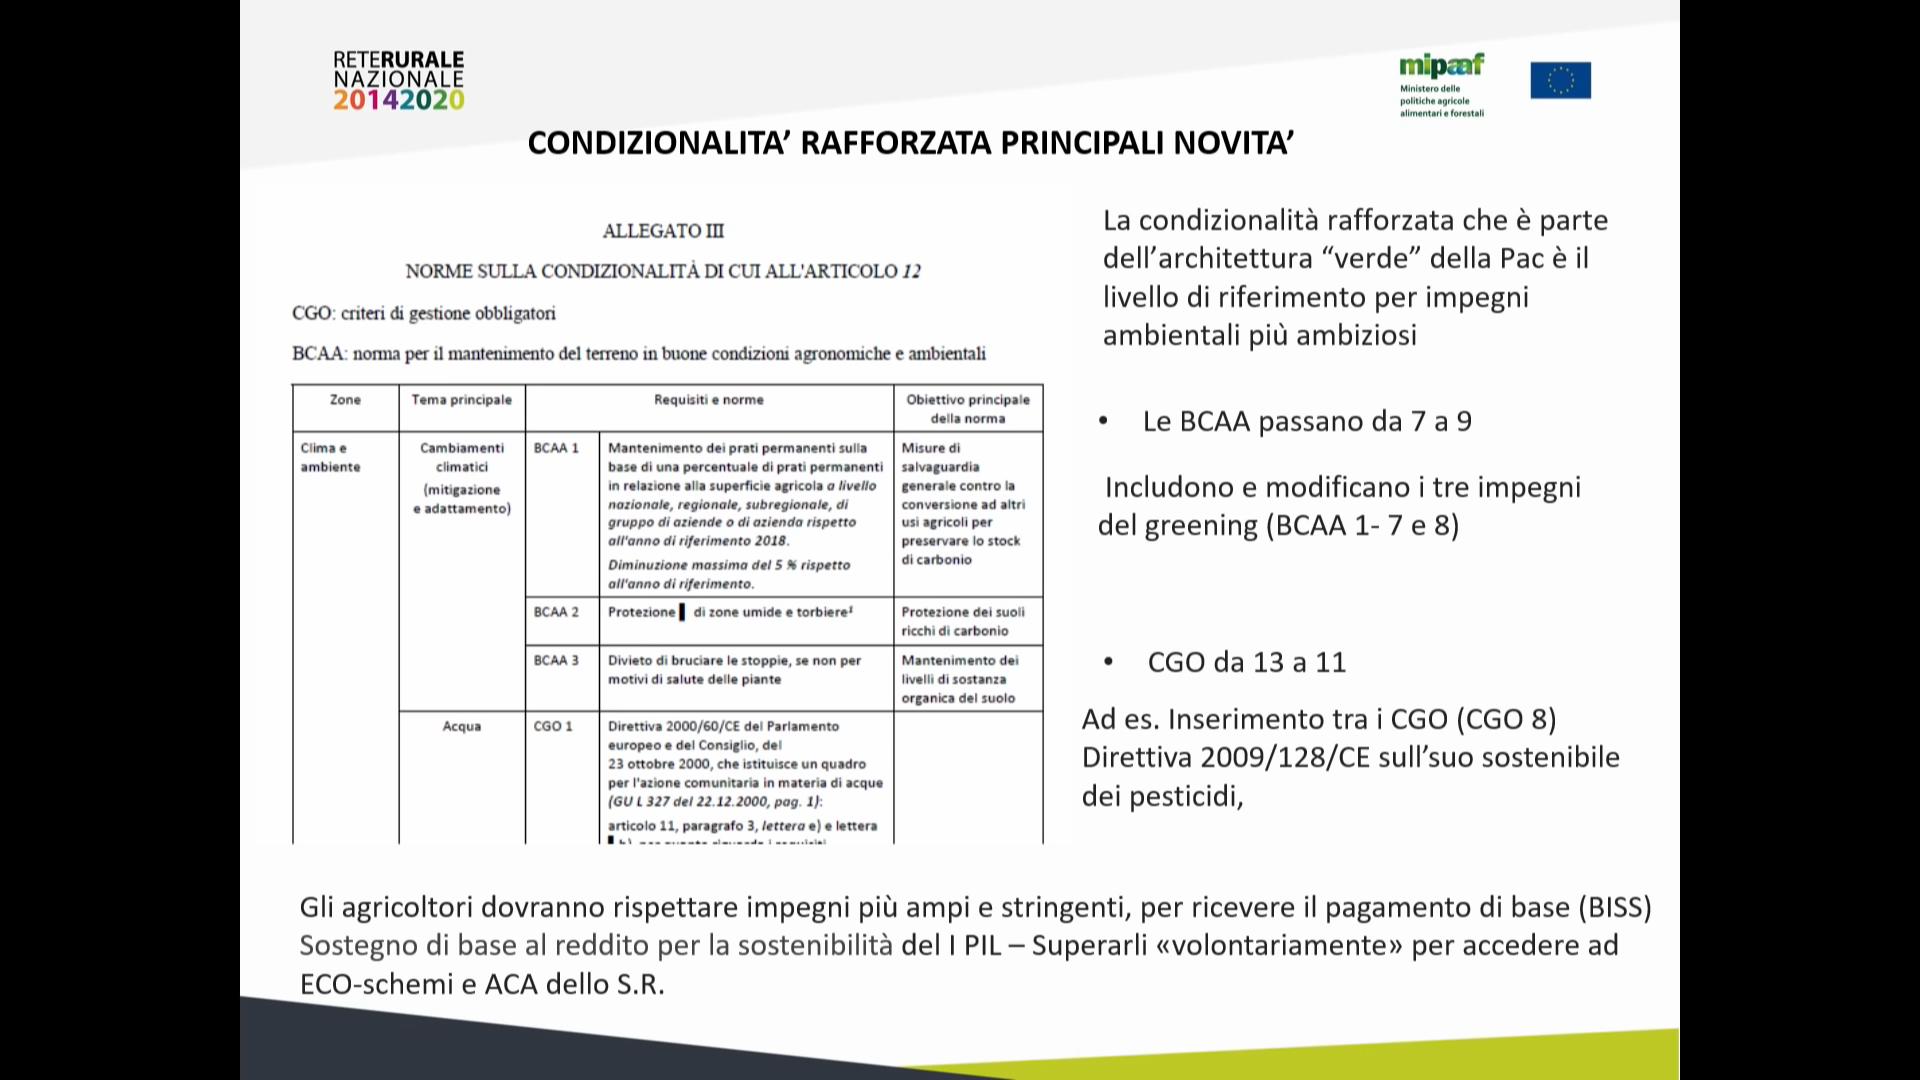 RETERURALE
NAZIONALE
20142020
mipaaf
Ministero delle
politiche agricole
alimentari e forestali
CONDIZIONALITA’ RAFFORZATA PRINCIPALI NOVITA’
ALLEGATO III
NORME SULLA CONDIZIONALITÀ DI CUI ALL'ARTICOLO 12
CGO: criteri di gestione obbligatori
BCAA: norma per il mantenimento del terreno in buone condizioni agronomiche e ambientali
Zone
Tema principale
Requisiti e norme
Obiettivo principale
della norma
Clima e
ambiente
Cambiamenti
climatici
(mitigazione
e adattamento)
BCAA 1
Mantenimento dei prati permanenti sulla
base di una percentuale di prati permanenti
in relazione alla superficie agricola a livello
nazionale, regionale, subregionale, di
gruppo di aziende o di azienda rispetto
all'anno di riferimento 2018.
Diminuzione massima del 5 % rispetto
all'anno di riferimento.
Misure di
salvaguardia
generale contro la
conversione ad altri
usi agricoli per
preservare lo stock
di carbonio
BCAA 2
Protezione ▌ di zone umide e torbiere¹
Protezione dei suoli
ricchi di carbonio
BCAA 3
Divieto di bruciare le stoppie, se non per
motivi di salute delle piante
Mantenimento dei
livelli di sostanza
organica del suolo
Acqua
CGO 1
Direttiva 2000/60/CE del Parlamento
europeo e del Consiglio, del
23 ottobre 2000, che istituisce un quadro
per l'azione comunitaria in materia di acque
(GU L 327 del 22.12.2000, pag. 1):
articolo 11, paragrafo 3, lettera e) e lettera
La condizionalità rafforzata che è parte
dell’architettura “verde” della Pac è il
livello di riferimento per impegni
ambientali più ambiziosi
• Le BCAA passano da 7 a 9
Includono e modificano i tre impegni
del greening (BCAA 1- 7 e 8)
• CGO da 13 a 11
Ad es. Inserimento tra i CGO (CGO 8)
Direttiva 2009/128/CE sull’suo sostenibile
dei pesticidi,
Gli agricoltori dovranno rispettare impegni più ampi e stringenti, per ricevere il pagamento di base (BISS)
Sostegno di base al reddito per la sostenibilità del I PIL – Superarli «volontariamente» per accedere ad
ECO-schemi e ACA dello S.R.